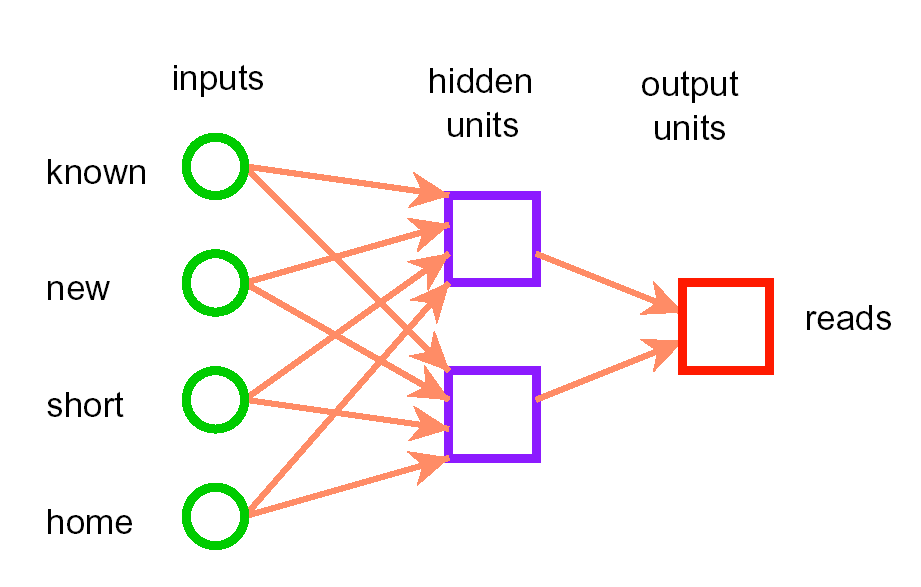 inputs
hidden
units
output
units
known
new
short
home
reads